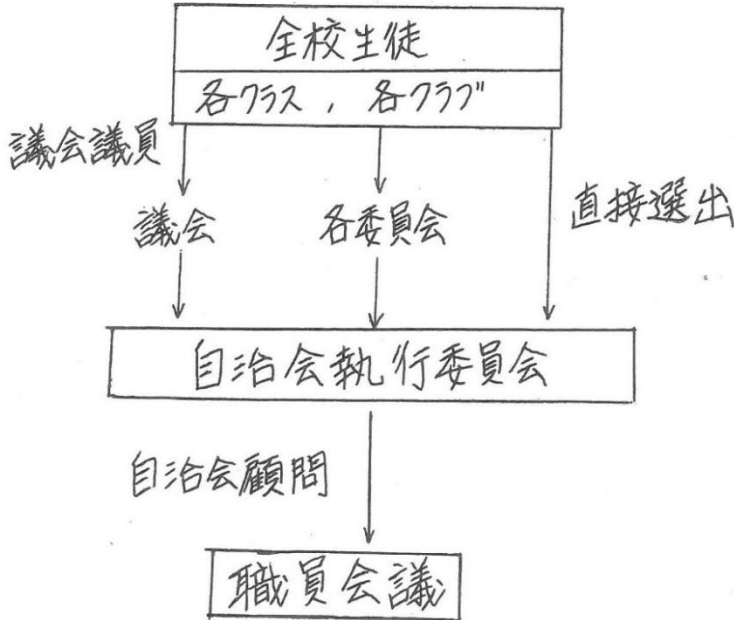 全校生徒
各クラス , 各クラブ
議会議員
議会
各委員会
直接選出
自治会執行委員会
自治会顧問
職員会議